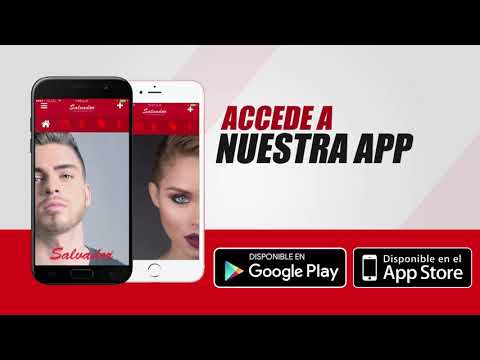 Salvador
Salvador
Salvador
ACCEDE A
NUESTRA APP
DISPONIBLE EN
Google Play
Disponible en el
App Store